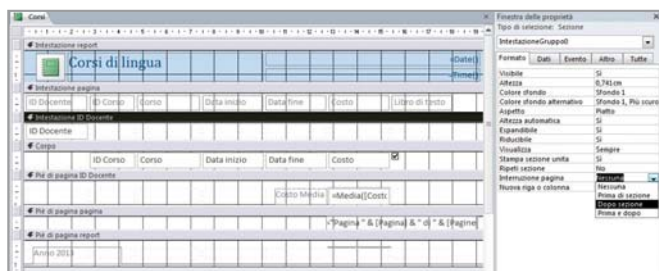 Corsi
Intestazione report
Corsi di lingua
=Date()
=Time()
Intestazione pagina
ID Docente ID Corso Corso Data inizio Data fine Costo Libro di testo
Intestazione ID Docente
ID Docente
Corpo
ID Corso Corso Data inizio Data fine Costo
Piè di pagina ID Docente
Costo Media =Media([Costo
Piè di pagina pagina
="Pagina " & [Pagina] & " di " & [Pagine]
Piè di pagina report
Anno 2013
Finestra delle proprietà
Tipo di selezione: Sezione
IntestazioneGruppo0
Formato Dati Evento Altro Tutte
Visibile Sì
Altezza 0,741cm
Colore sfondo Sfondo 1
Colore sfondo alternativo Sfondo 1, Più scuro
Aspetto Piatto
Altezza automatica Sì
Espandibile Sì
Riducibile Sì
Visualizza Sempre
Stampa sezione unita Sì
Ripeti sezione No
Interruzione pagina Nessuna
Nuova riga o colonna Nessuna
Prima di sezione
Dopo sezione
Prima e dopo